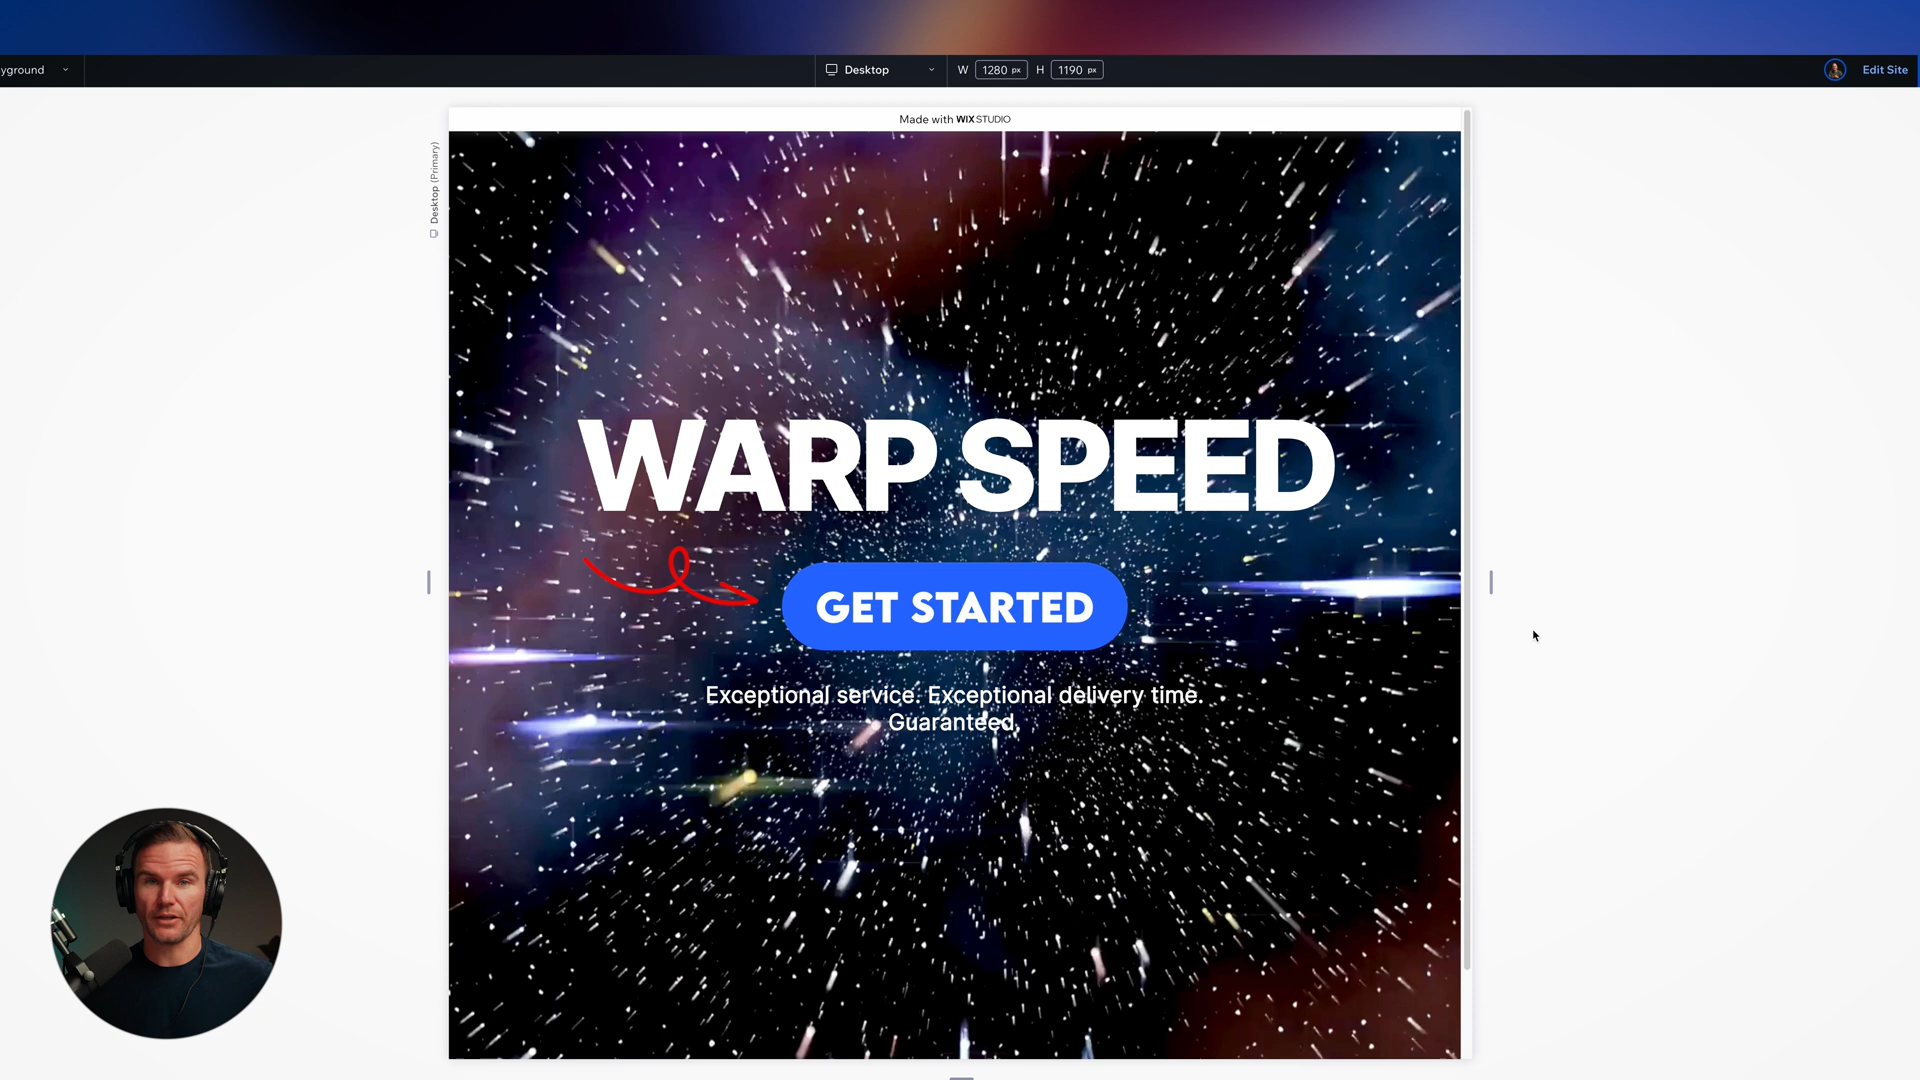 yground
Desktop
W 1280 px H 1190 px
Edit Site
Made with WIX STUDIO
Desktop (Primary)
WARP SPEED
GET STARTED
Exceptional service. Exceptional delivery time.
Guaranteed.